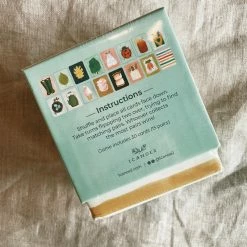 Instructions
Shuffle and place all cards face down.
Take turns flipping two over, trying to find
matching pairs. Whoever collects
the most pairs wins!
Game includes 30 cards (15 pairs)